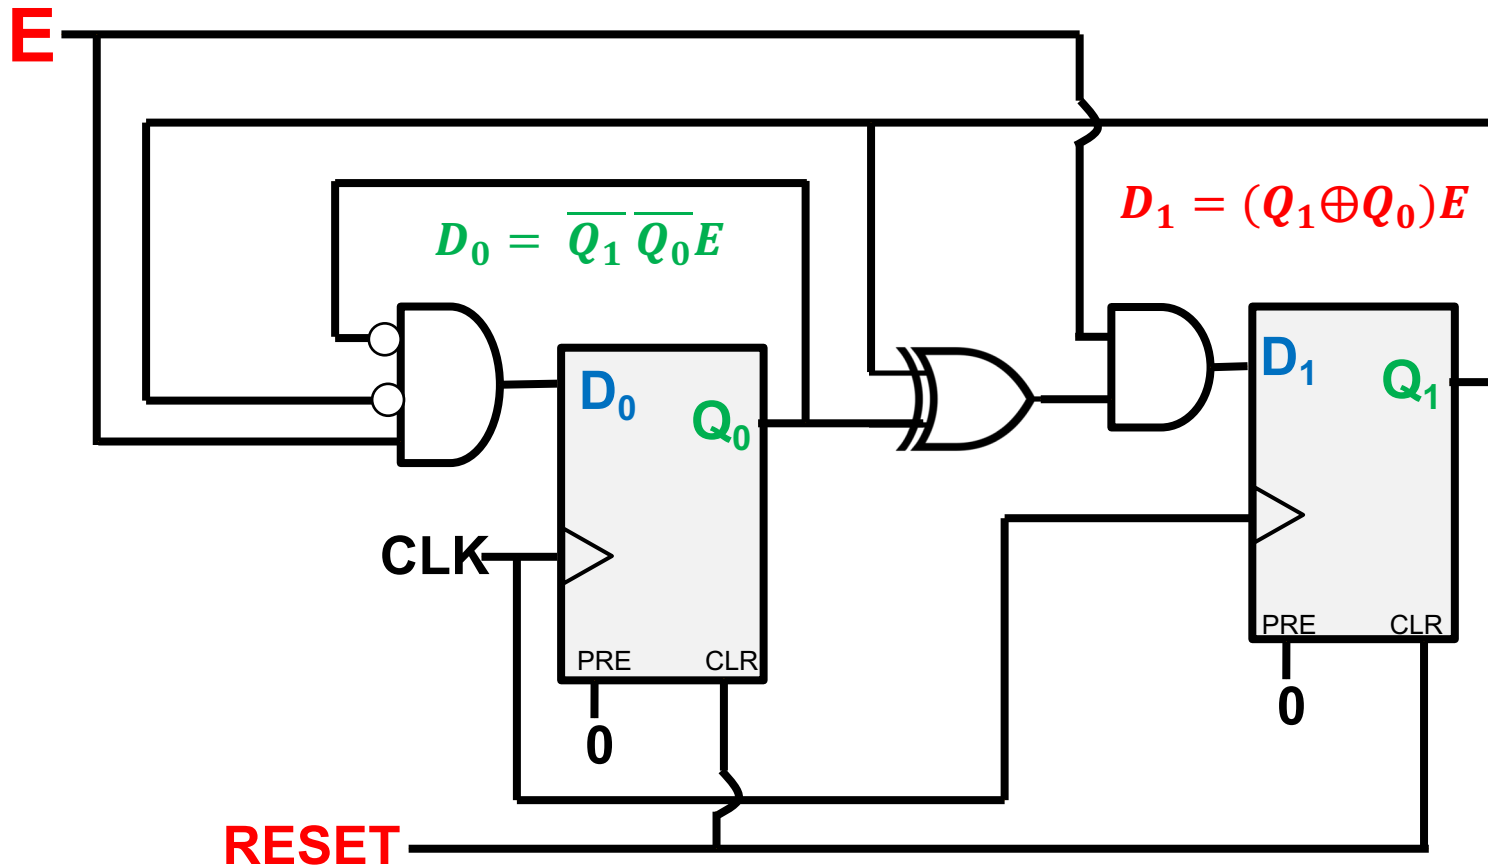 E
D₁ = (Q₁⊕Q₀)E
D₀ = Q̅₁ Q̅₀E
D₀
Q₀
D₁
Q₁
CLK
PRE
CLR
PRE
CLR
0
0
RESET